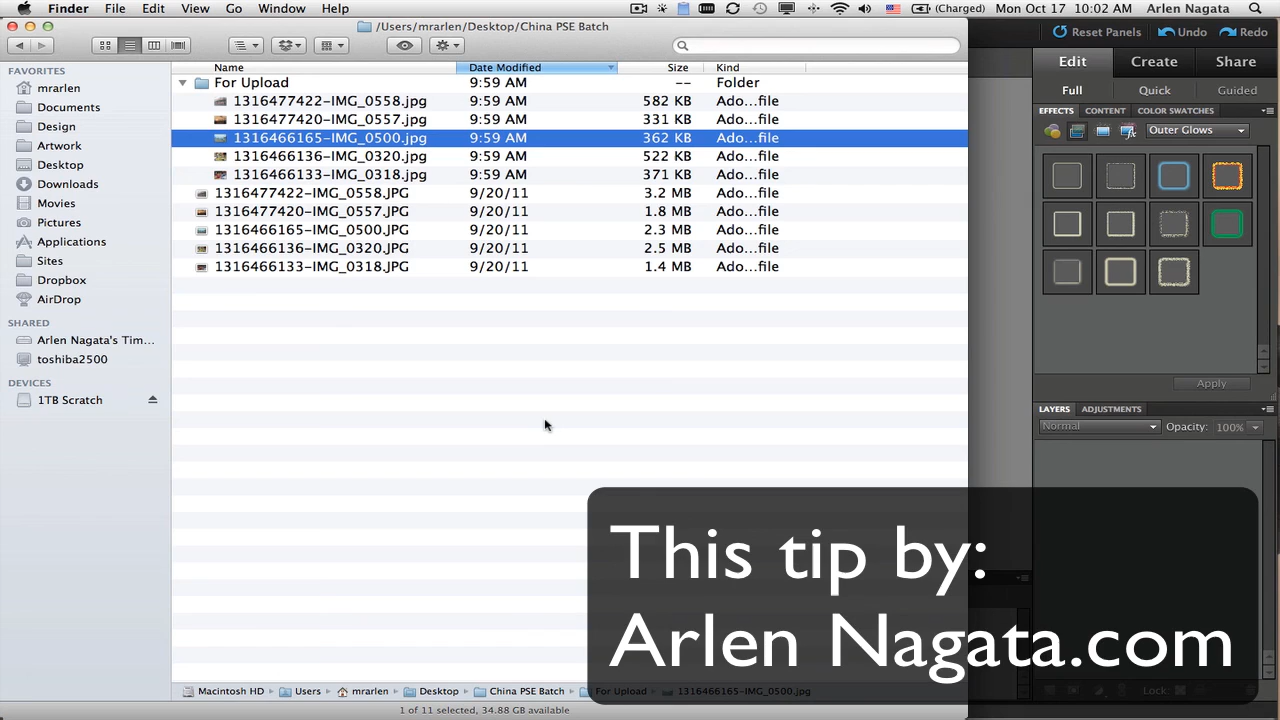 Finder File Edit View Go Window Help (Charged) Mon Oct 17 10:02 AM Arlen Nagata
/Users/mrarlen/Desktop/China PSE Batch
Reset Panels Undo Redo
Edit Create Share
Full Quick Guided
EFFECTS CONTENT COLOR SWATCHES
Outer Glows
Apply
LAYERS ADJUSTMENTS
Normal Opacity: 100%
Lock:
FAVORITES
mrarlen
Documents
Design
Artwork
Desktop
Downloads
Movies
Pictures
Applications
Sites
Dropbox
AirDrop
SHARED
Arlen Nagata's Tim...
toshiba2500
DEVICES
1TB Scratch
Name Date Modified Size Kind
For Upload 9:59 AM -- Folder
1316477422-IMG_0558.jpg 9:59 AM 582 KB Ado...file
1316477420-IMG_0557.jpg 9:59 AM 331 KB Ado...file
1316466165-IMG_0500.jpg 9:59 AM 362 KB Ado...file
1316466136-IMG_0320.jpg 9:59 AM 522 KB Ado...file
1316466133-IMG_0318.jpg 9:59 AM 371 KB Ado...file
1316477422-IMG_0558.JPG 9/20/11 3.2 MB Ado...file
1316477420-IMG_0557.JPG 9/20/11 1.8 MB Ado...file
1316466165-IMG_0500.JPG 9/20/11 2.3 MB Ado...file
1316466136-IMG_0320.JPG 9/20/11 2.5 MB Ado...file
1316466133-IMG_0318.JPG 9/20/11 1.4 MB Ado...file
This tip by:
Arlen Nagata.com
Macintosh HD Users mrarlen Desktop China PSE Batch For Upload 1316466165-IMG_0500.jpg
1 of 11 selected, 34.88 GB available